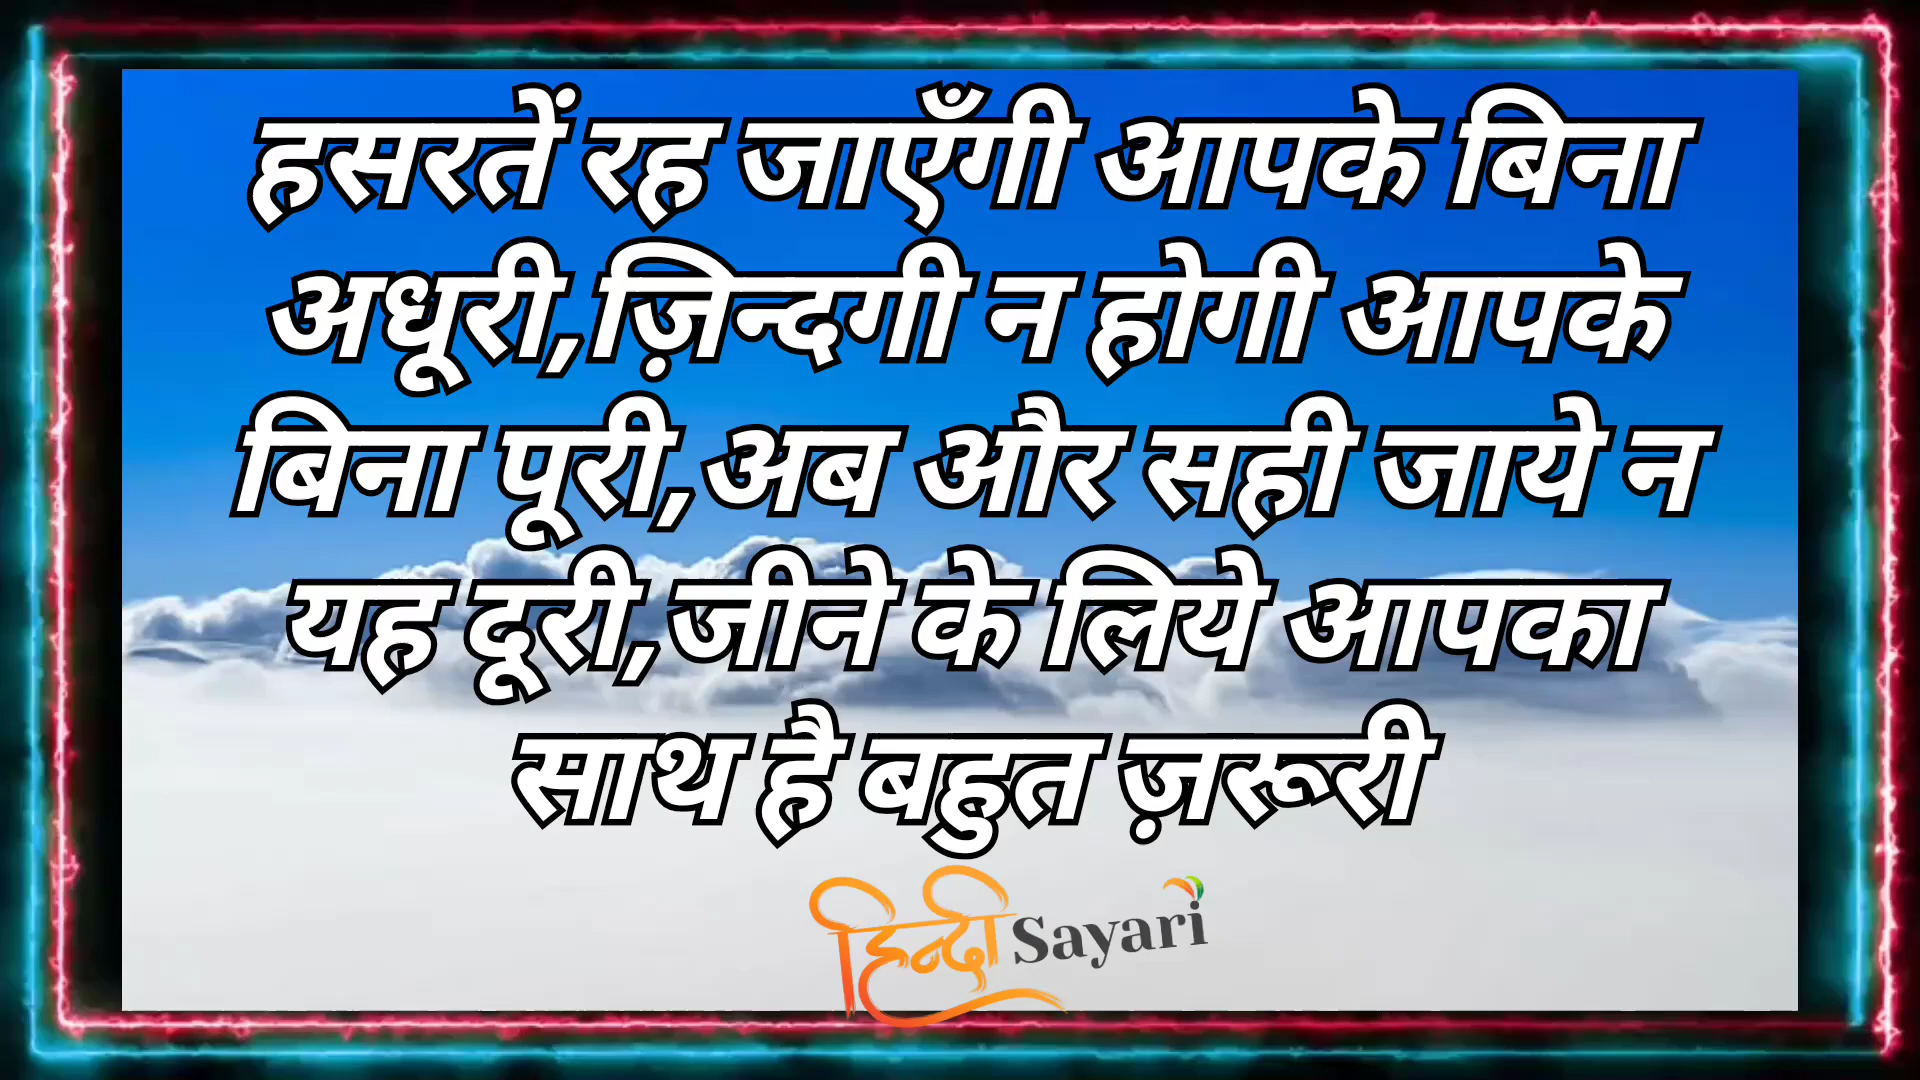 हसरतें रह जाएँगी आपके बिना
अधूरी,ज़िन्दगी न होगी आपके
बिना पूरी,अब और सही जाये न
यह दूरी,जीने के लिये आपका
साथ है बहुत ज़रूरी
हिन्दी Sayari